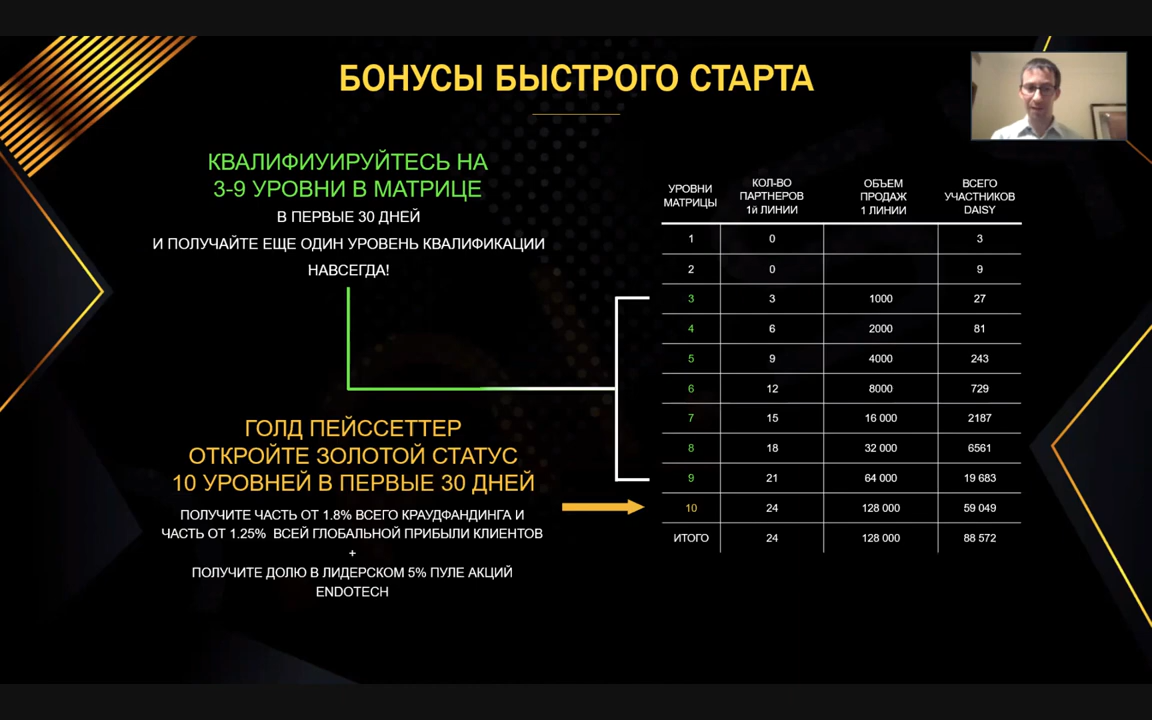 БОНУСЫ БЫСТРОГО СТАРТА
КВАЛИФИУИРУЙТЕСЬ НА
3-9 УРОВНИ В МАТРИЦЕ
В ПЕРВЫЕ 30 ДНЕЙ
И ПОЛУЧАЙТЕ ЕЩЕ ОДИН УРОВЕНЬ КВАЛИФИКАЦИИ
НАВСЕГДА!
ГОЛД ПЕЙССЕТТЕР
ОТКРОЙТЕ ЗОЛОТОЙ СТАТУС
10 УРОВНЕЙ В ПЕРВЫЕ 30 ДНЕЙ
ПОЛУЧИТЕ ЧАСТЬ ОТ 1.8% ВСЕГО КРАУДФАНДИНГА И
ЧАСТЬ ОТ 1.25% ВСЕЙ ГЛОБАЛЬНОЙ ПРИБЫЛИ КЛИЕНТОВ
+
ПОЛУЧИТЕ ДОЛЮ В ЛИДЕРСКОМ 5% ПУЛЕ АКЦИЙ
ENDOTECH
УРОВНИ МАТРИЦЫ КОЛ-ВО ПАРТНЕРОВ 1й ЛИНИИ ОБЪЕМ ПРОДАЖ 1 ЛИНИИ ВСЕГО УЧАСТНИКОВ DAISY
1 0 3
2 0 9
3 3 1000 27
4 6 2000 81
5 9 4000 243
6 12 8000 729
7 15 16 000 2187
8 18 32 000 6561
9 21 64 000 19 683
10 24 128 000 59 049
ИТОГО 24 128 000 88 572